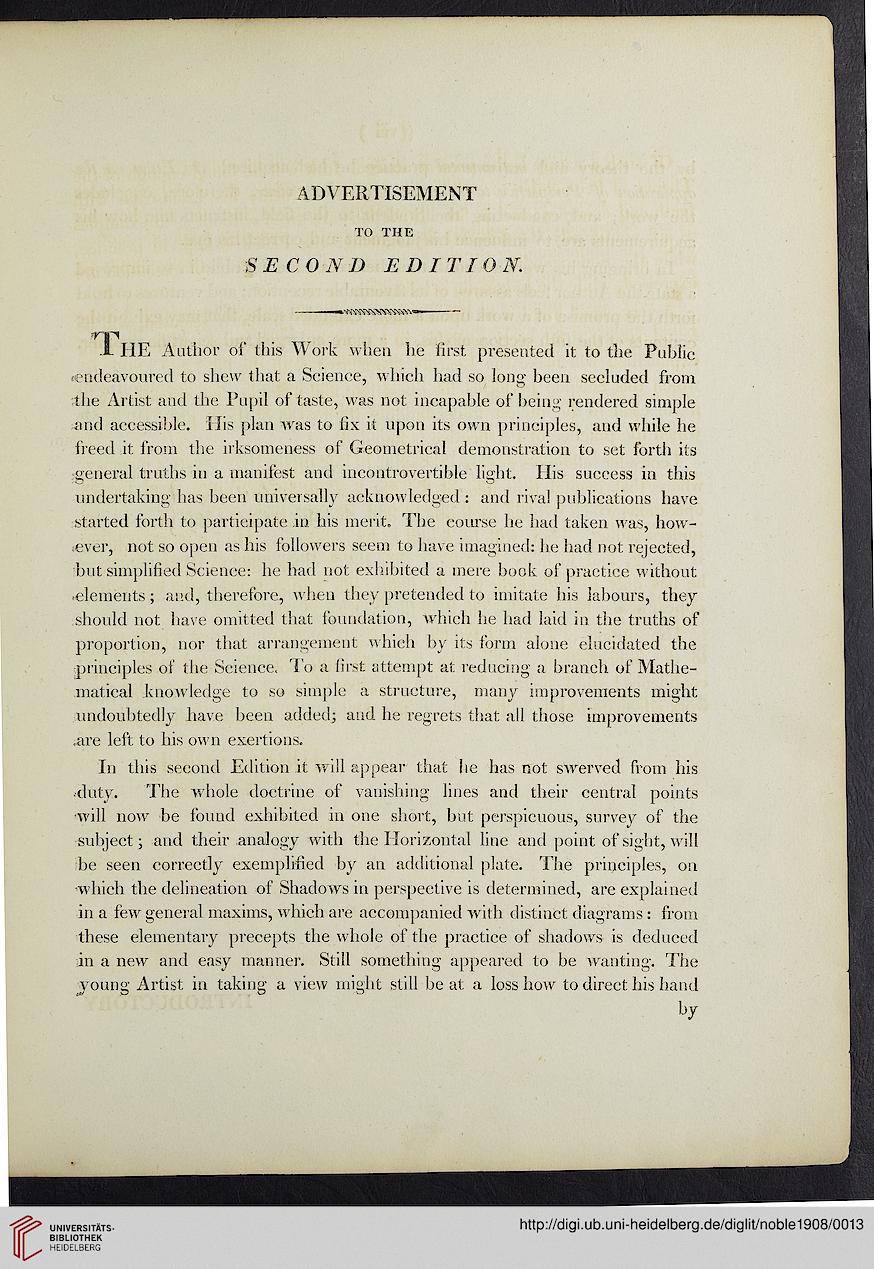 ADVERTISEMENT
TO THE
SECOND EDITION.
THE Author of this Work when he first presented it to the Public
endeavoured to shew that a Science, which had so long been secluded from
the Artist and the Pupil of taste, was not incapable of being rendered simple
and accessible. His plan was to fix it upon its own principles, and while he
freed it from the irksomeness of Geometrical demonstration to set forth its
general truths in a manifest and incontrovertible light. His success in this
undertaking has been universally acknowledged: and rival publications have
started forth to participate in his merit. The course he had taken was, how-
ever, not so open as his followers seem to have imagined: he had not rejected,
but simplified Science: he had not exhibited a mere book of practice without
elements; and, therefore, when they pretended to imitate his labours, they
should not have omitted that foundation, which he had laid in the truths of
proportion, nor that arrangement which by its form alone elucidated the
principles of the Science. To a first attempt at reducing a branch of Mathe-
matical knowledge to so simple a structure, many improvements might
undoubtedly have been added; and he regrets that all those improvements
are left to his own exertions.
In this second Edition it will appear that he has not swerved from his
duty. The whole doctrine of vanishing lines and their central points
will now be found exhibited in one short, but perspicuous, survey of the
subject; and their analogy with the Horizontal line and point of sight, will
be seen correctly exemplified by an additional plate. The principles, on
which the delineation of Shadows in perspective is determined, are explained
in a few general maxims, which are accompanied with distinct diagrams: from
these elementary precepts the whole of the practice of shadows is deduced
in a new and easy manner. Still something appeared to be wanting. The
young Artist in taking a view might still be at a loss how to direct his hand
by
UNIVERSITÄTS-
BIBLIOTHEK
HEIDELBERG
http://digi.ub.uni-heidelberg.de/diglit/noble1908/0013